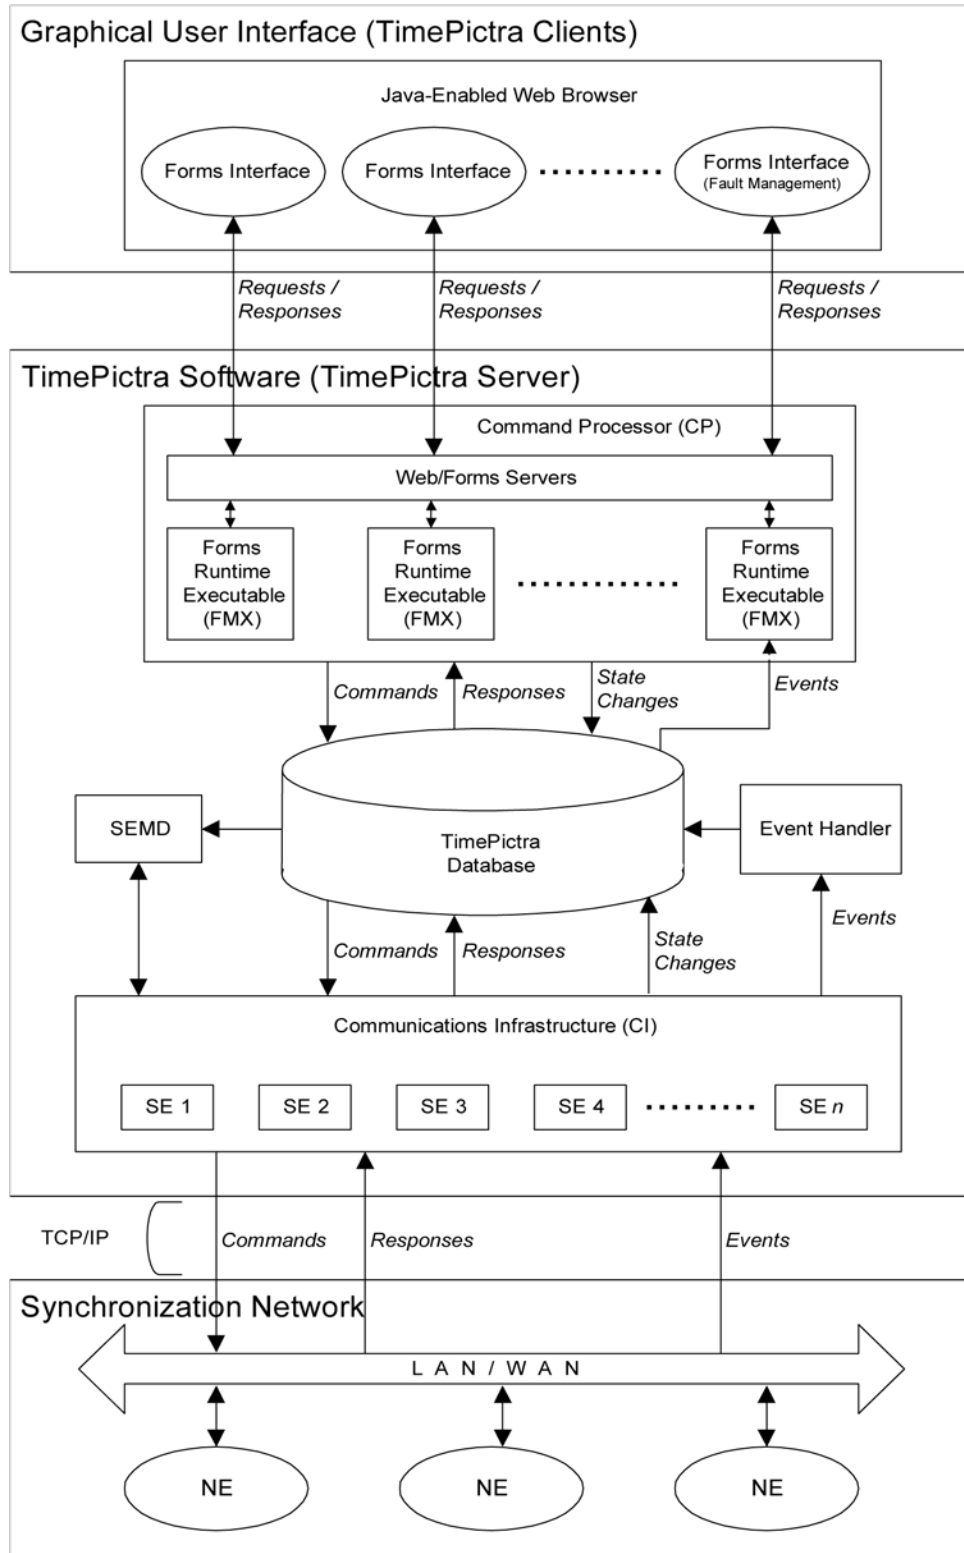 Graphical User Interface (TimePictra Clients)
Java-Enabled Web Browser
Forms Interface
Forms Interface
Forms Interface
(Fault Management)
Requests /
Responses
Requests /
Responses
Requests /
Responses
TimePictra Software (TimePictra Server)
Command Processor (CP)
Web/Forms Servers
Forms
Runtime
Executable
(FMX)
Forms
Runtime
Executable
(FMX)
Forms
Runtime
Executable
(FMX)
Commands
Responses
State
Changes
Events
SEMD
TimePictra
Database
Event Handler
Commands
Responses
State
Changes
Events
Communications Infrastructure (CI)
SE 1
SE 2
SE 3
SE 4
SE n
TCP/IP
Commands
Responses
Events
Synchronization Network
LAN/WAN
NE
NE
NE